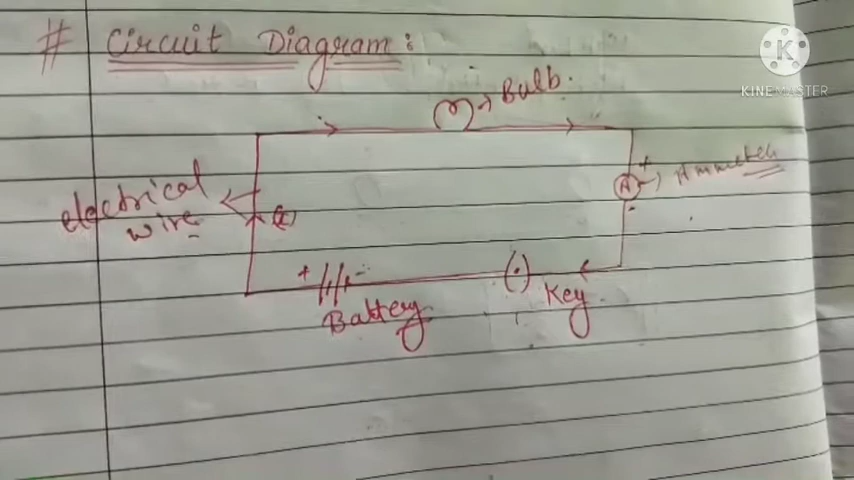 # Circuit Diagram:
K
KINEMASTER
Bulb.
+
A
Ammeter
-
electrical
wire
+ -
Battery
(.)
Key.